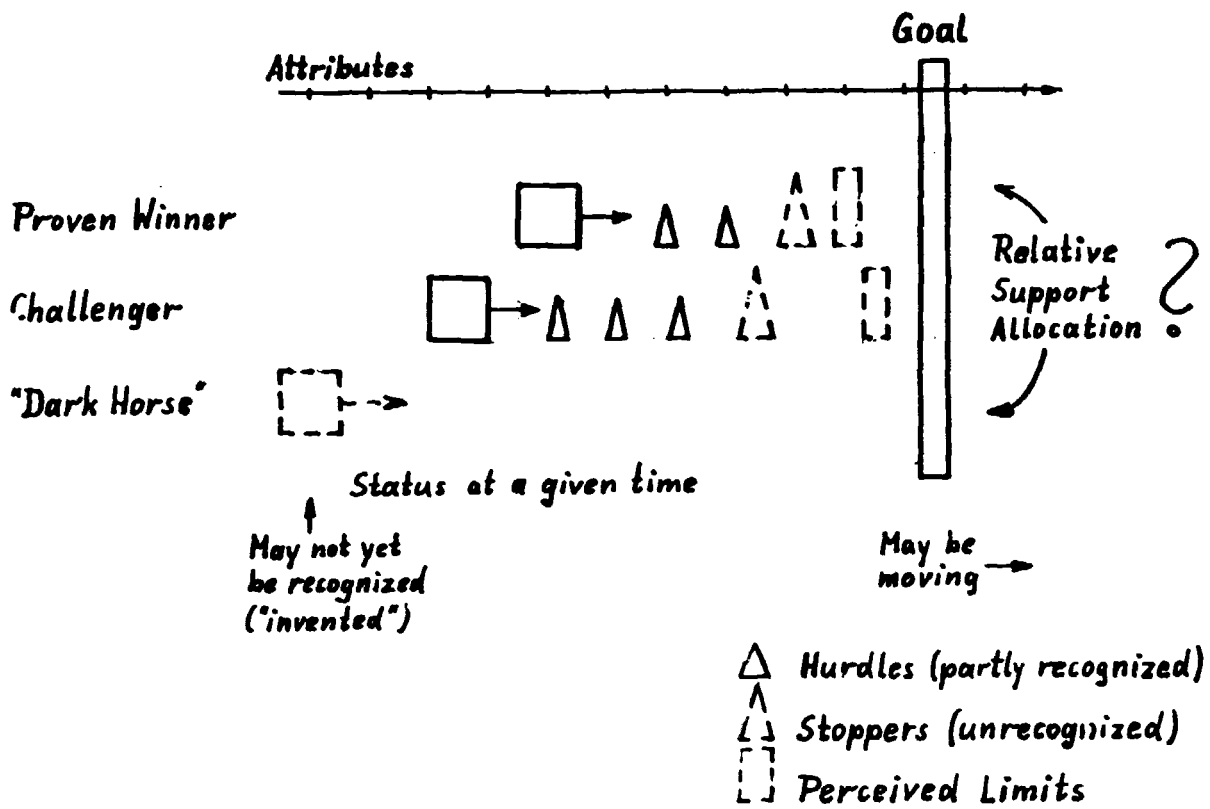 Goal
Attributes
Proven Winner
Challenger
"Dark Horse"
Relative
Support
Allocation ?
Status at a given time
May not yet
be recognized
("invented")
May be
moving
Hurdles (partly recognized)
Stoppers (unrecognized)
Perceived Limits